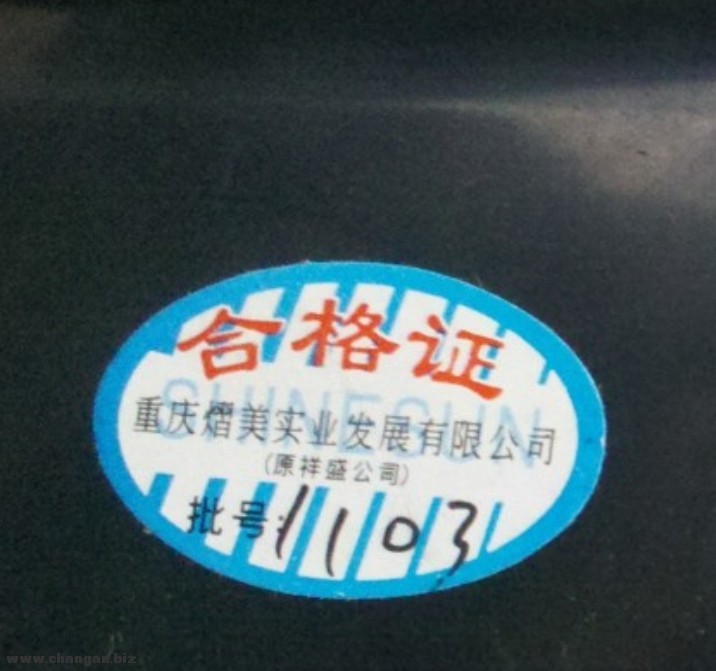 合格证
SHINESUN
重庆熠美实业发展有限公司
(原祥盛公司)
批号:1103
www.changan.biz